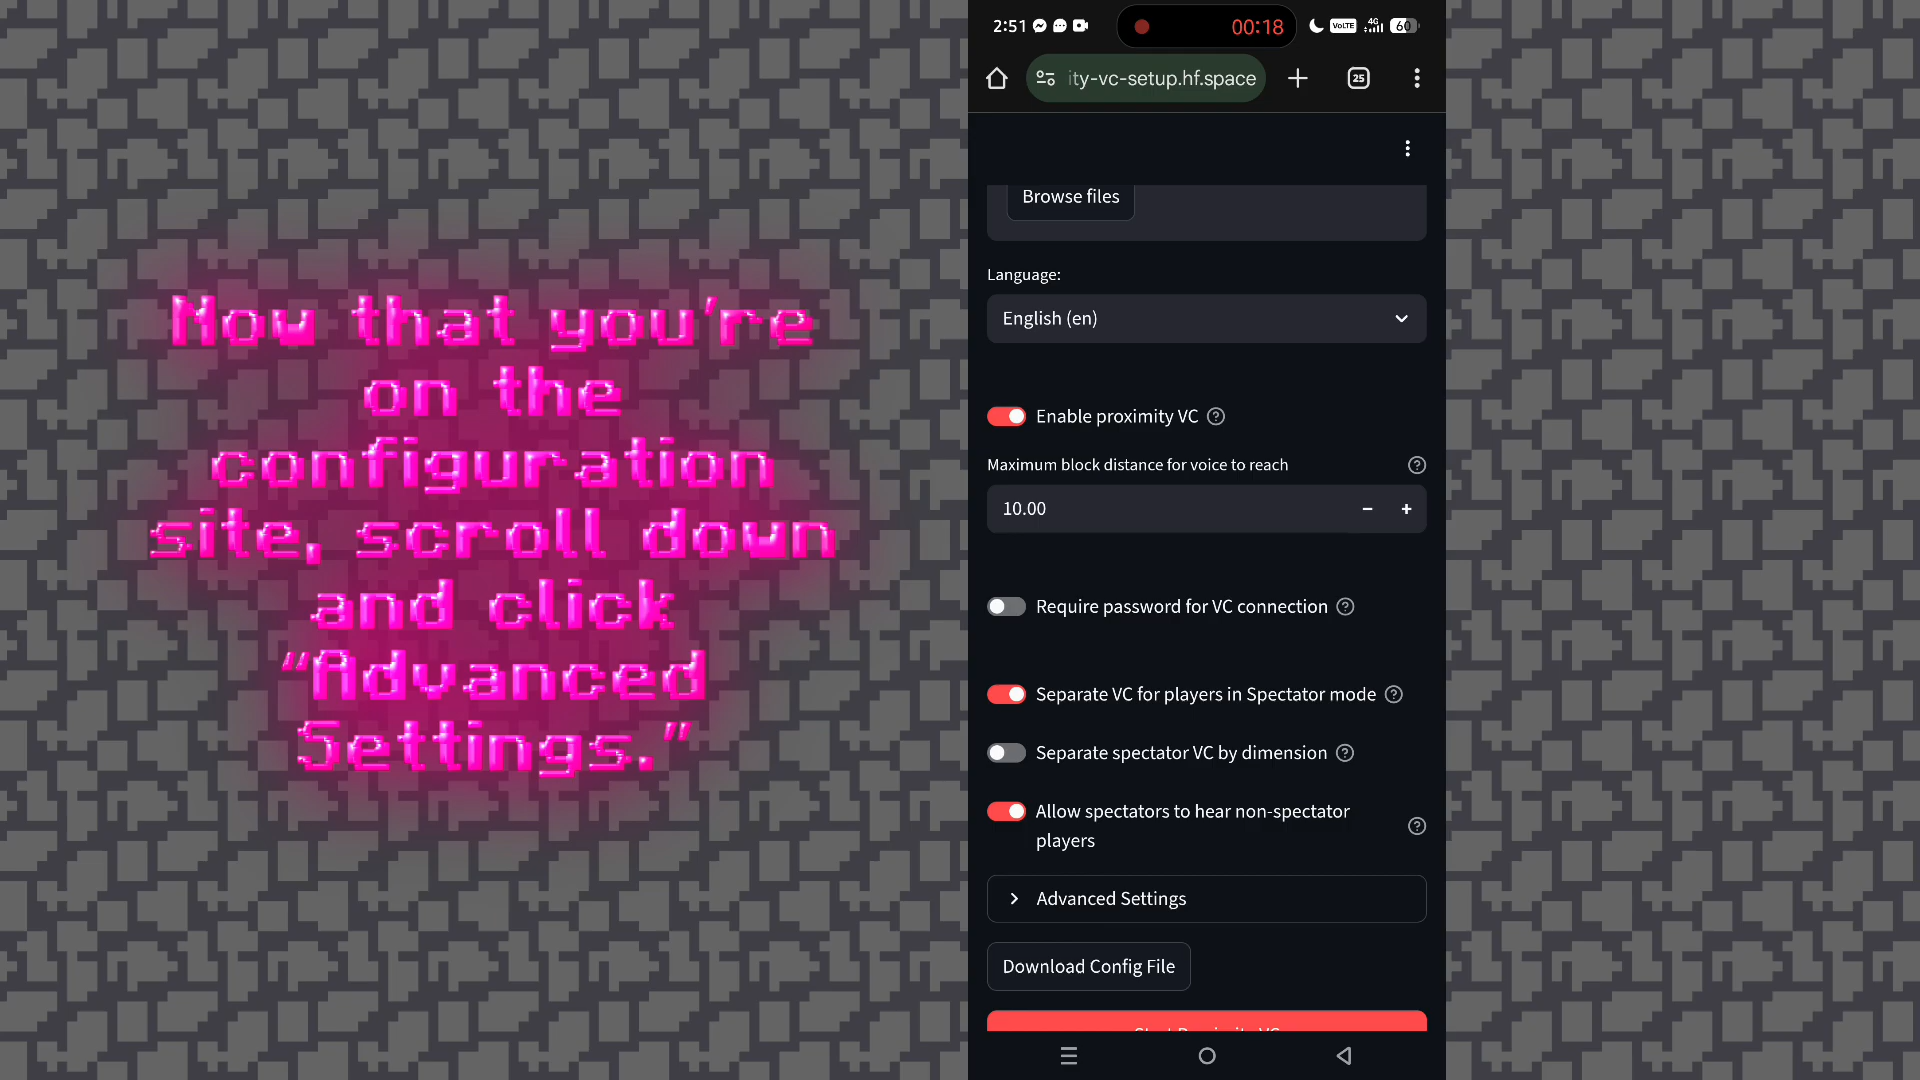 Now that you're
on the
configuration
site, scroll down
and click
"Advanced
Settings."
2:51
00:18
VoLTE
4G
60
ity-vc-setup.hf.space
25
Browse files
Language:
English (en)
Enable proximity VC
Maximum block distance for voice to reach
10.00
Require password for VC connection
Separate VC for players in Spectator mode
Separate spectator VC by dimension
Allow spectators to hear non-spectator
players
Advanced Settings
Download Config File